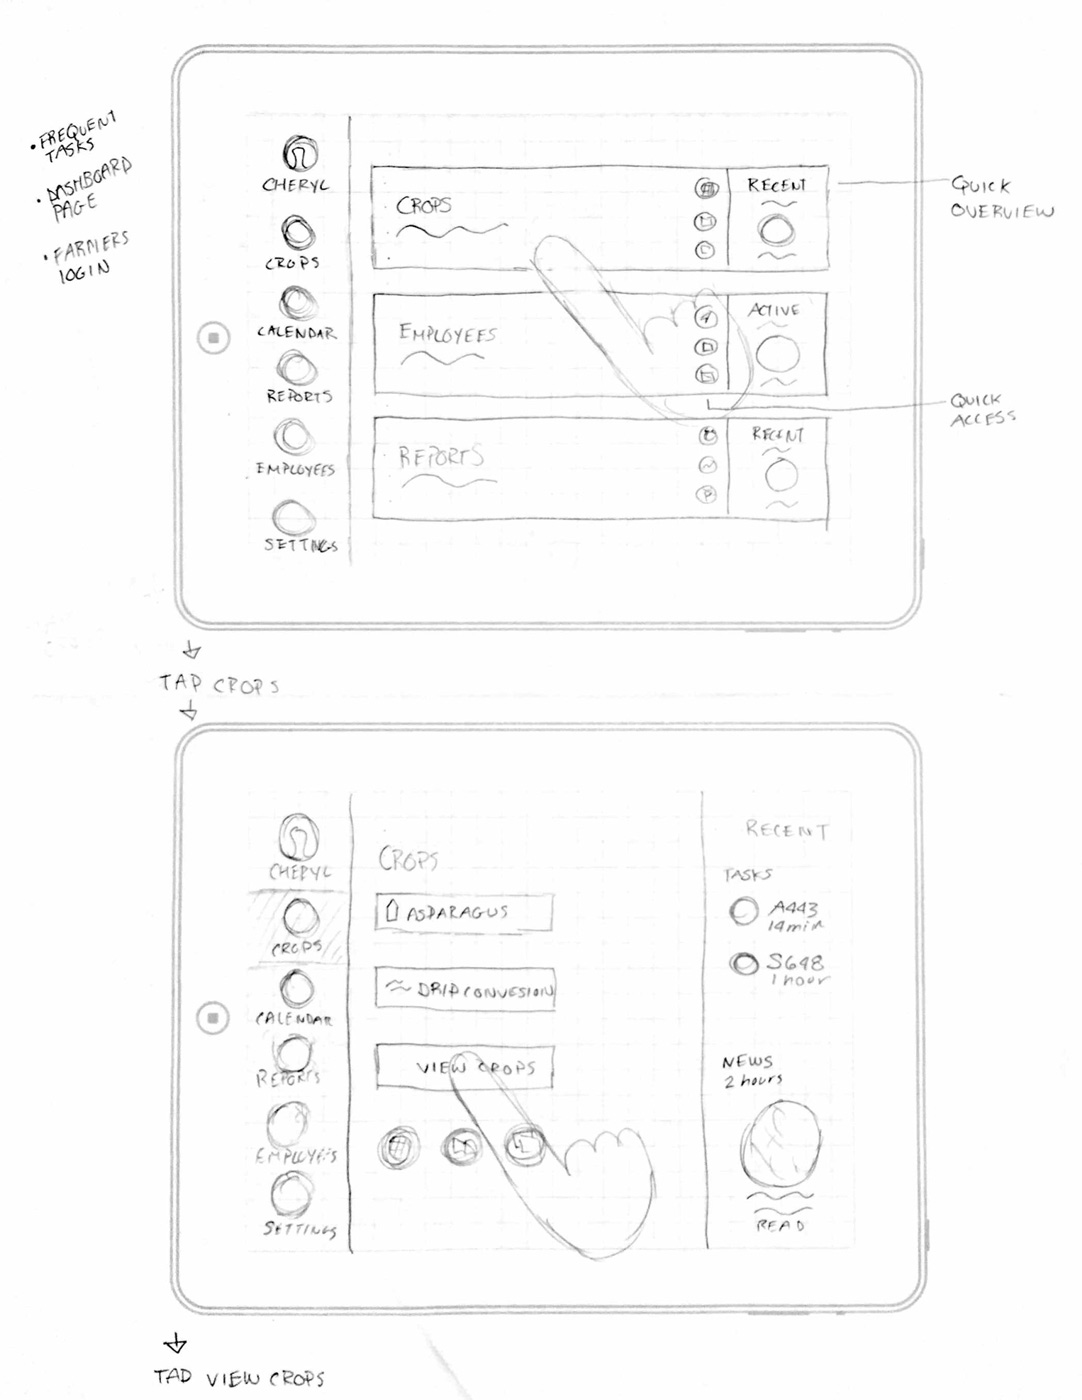 • FREQUENT
TASKS
• DASHBOARD
PAGE
• FARMERS
LOGIN
CHERYL
CROPS
CALENDAR
REPORTS
EMPLOYEES
SETTINGS
CROPS
RECENT
EMPLOYEES
ACTIVE
REPORTS
RECENT
QUICK
OVERVIEW
QUICK
ACCESS
TAP CROPS
CHERYL
CROPS
CALENDAR
REPORTS
EMPLOYEES
SETTINGS
CROPS
ASPARAGUS
DRIP CONVESION
VIEW CROPS
RECENT
TASKS
A443
14min
S648
1 hour
NEWS
2 hours
READ
TAP VIEW CROPS